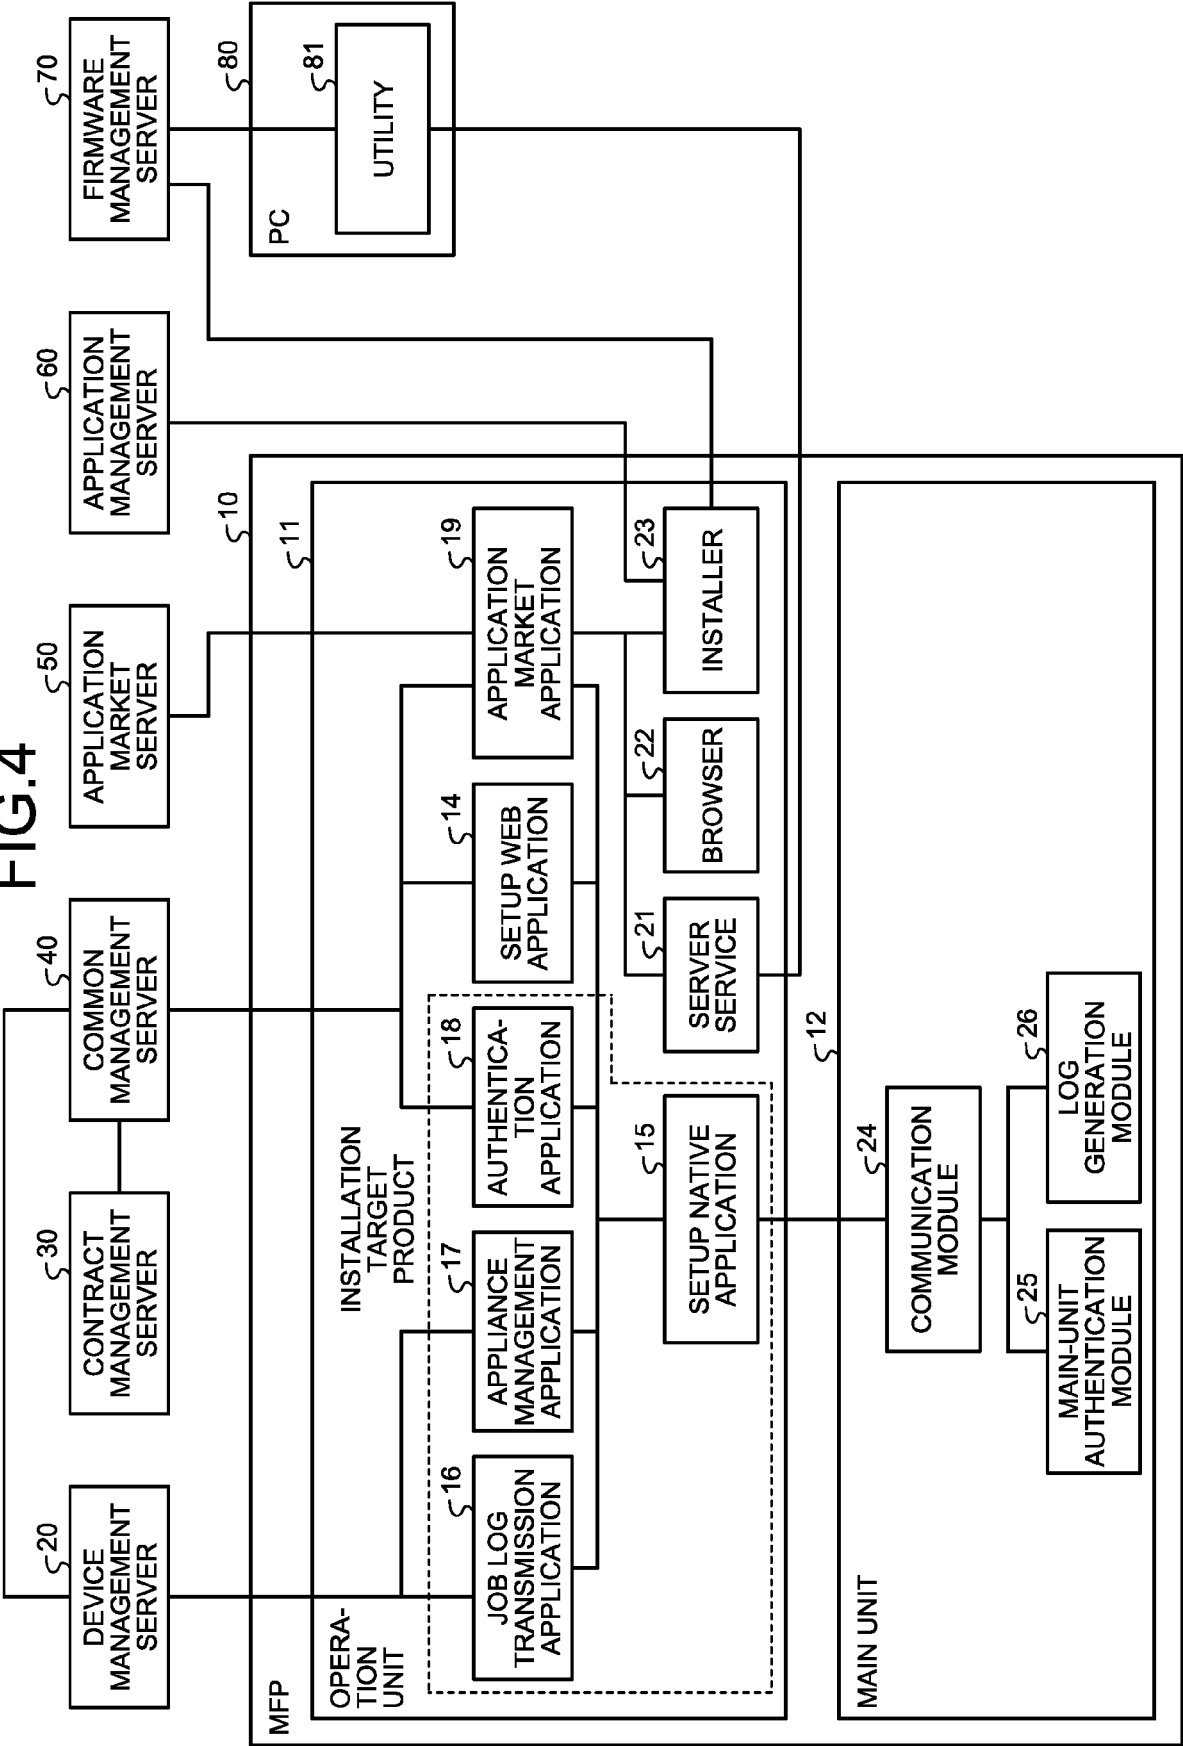 FIG.4
20
DEVICE
MANAGEMENT
SERVER
30
CONTRACT
MANAGEMENT
SERVER
40
COMMON
MANAGEMENT
SERVER
50
APPLICATION
MARKET
SERVER
60
APPLICATION
MANAGEMENT
SERVER
70
FIRMWARE
MANAGEMENT
SERVER
MFP
10
PC
80
OPERA-
TION
UNIT
11
81
UTILITY
INSTALLATION
TARGET
PRODUCT
16
JOB LOG
TRANSMISSION
APPLICATION
17
APPLIANCE
MANAGEMENT
APPLICATION
18
AUTHENTICA-
TION
APPLICATION
14
SETUP WEB
APPLICATION
19
APPLICATION
MARKET
APPLICATION
15
SETUP NATIVE
APPLICATION
21
SERVER
SERVICE
22
BROWSER
23
INSTALLER
MAIN UNIT
12
24
COMMUNICATION
MODULE
25
MAIN-UNIT
AUTHENTICATION
MODULE
26
LOG
GENERATION
MODULE